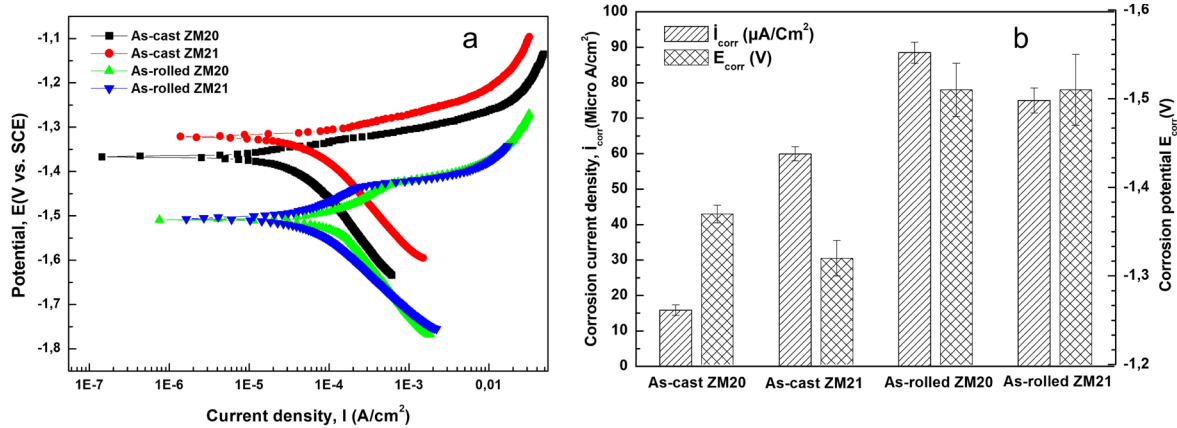 a
As-cast ZM20
As-cast ZM21
As-rolled ZM20
As-rolled ZM21
Potential, E(V vs. SCE)
-1,1
-1,2
-1,3
-1,4
-1,5
-1,6
-1,7
-1,8
1E-7
1E-6
1E-5
1E-4
1E-3
0,01
Current density, I (A/cm²)
b
i corr (µA/Cm²)
E corr (V)
Corrosion current density, i corr (Micro A/cm²)
100
90
80
70
60
50
40
30
20
10
0
As-cast ZM20
As-cast ZM21
As-rolled ZM20
As-rolled ZM21
-1,6
-1,5
-1,4
-1,3
-1,2
Corrosion potential E corr (V)